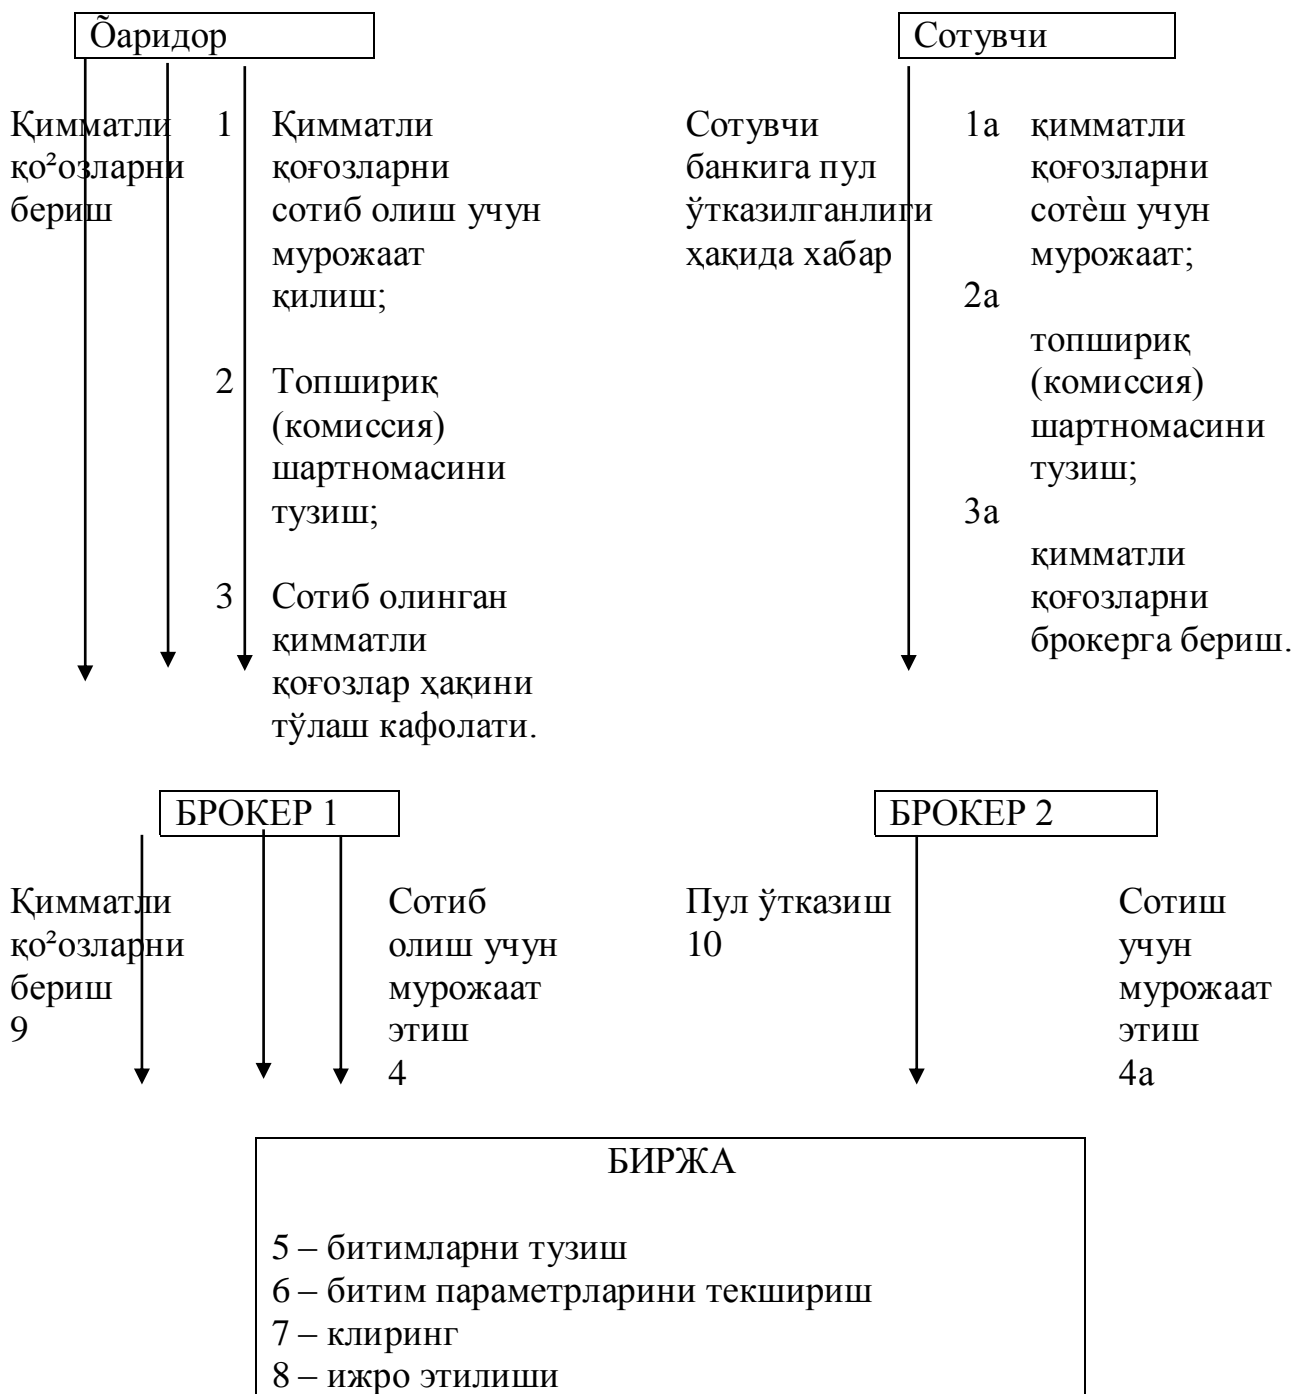 Õаридор
Сотувчи
Қимматли
қо²озларни
бериш
1 Қимматли
қоғозларни
сотиб олиш учун
мурожаат
қилиш;
2 Топшириқ
(комиссия)
шартномасини
тузиш;
3 Сотиб олинган
қимматли
қоғозлар ҳақини
тўлаш кафолати.
Сотувчи
банкига пул
ўтказилганлиги
ҳақида хабар
1а қимматли
қоғозларни
сотèш учун
мурожаат;
2а
топшириқ
(комиссия)
шартномасини
тузиш;
3а
қимматли
қоғозларни
брокерга бериш.
БРОКЕР 1
БРОКЕР 2
Қимматли
қо²озларни
бериш
9
Сотиб
олиш учун
мурожаат
этиш
4
Пул ўтказиш
10
Сотиш
учун
мурожаат
этиш
4а
БИРЖА
5 – битимларни тузиш
6 – битим параметрларини текшириш
7 – клиринг
8 – ижро этилиши